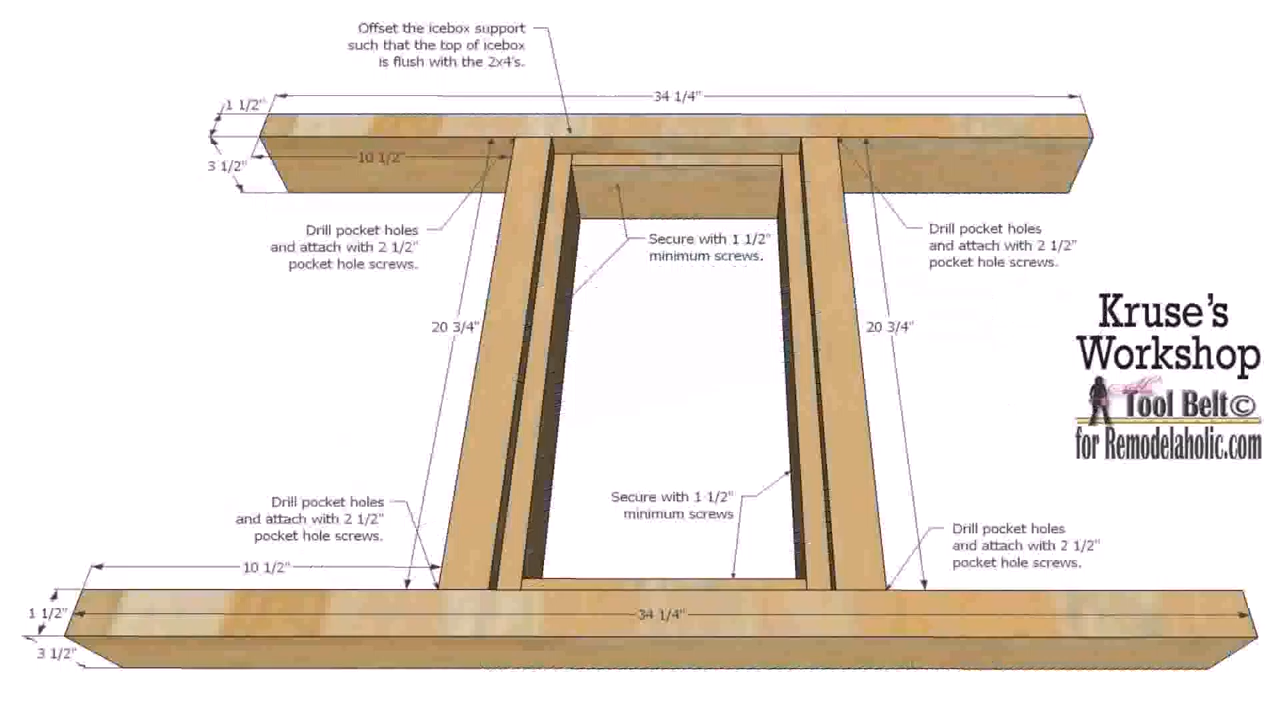 Offset the icebox support
such that the top of icebox
is flush with the 2x4's.
34 1/4"
1 1/2"
3 1/2"
10 1/2"
Drill pocket holes
and attach with 2 1/2"
pocket hole screws.
Secure with 1 1/2"
minimum screws.
Drill pocket holes
and attach with 2 1/2"
pocket hole screws.
20 3/4"
20 3/4"
Kruse's
Workshop
Tool Belt©
for Remodelaholic.com
Drill pocket holes
and attach with 2 1/2"
pocket hole screws.
Secure with 1 1/2"
minimum screws
Drill pocket holes
and attach with 2 1/2"
pocket hole screws.
10 1/2"
1 1/2"
34 1/4"
3 1/2"